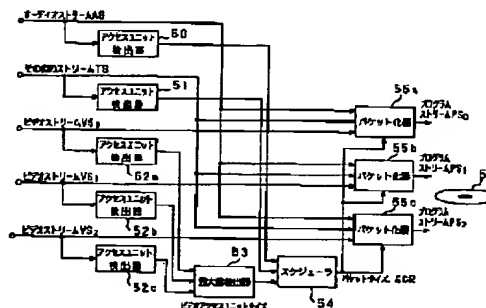 オーディオストリームAS
アクセスユニット
検出器
50
その他のストリームTS
アクセスユニット
検出器
51
ビデオストリームVS0
アクセスユニット
検出器
52a
ビデオストリームVS1
アクセスユニット
検出器
52b
ビデオストリームVS2
アクセスユニット
検出器
52c
53
最大値検出器
ビデオアクセスユニットサイズ
スケジューラ
54
パケットサイズ、SCR
55a
パケット化器
プログラム
ストリームPS0
55b
パケット化器
プログラム
ストリームPS1
55c
パケット化器
プログラム
ストリームPS2